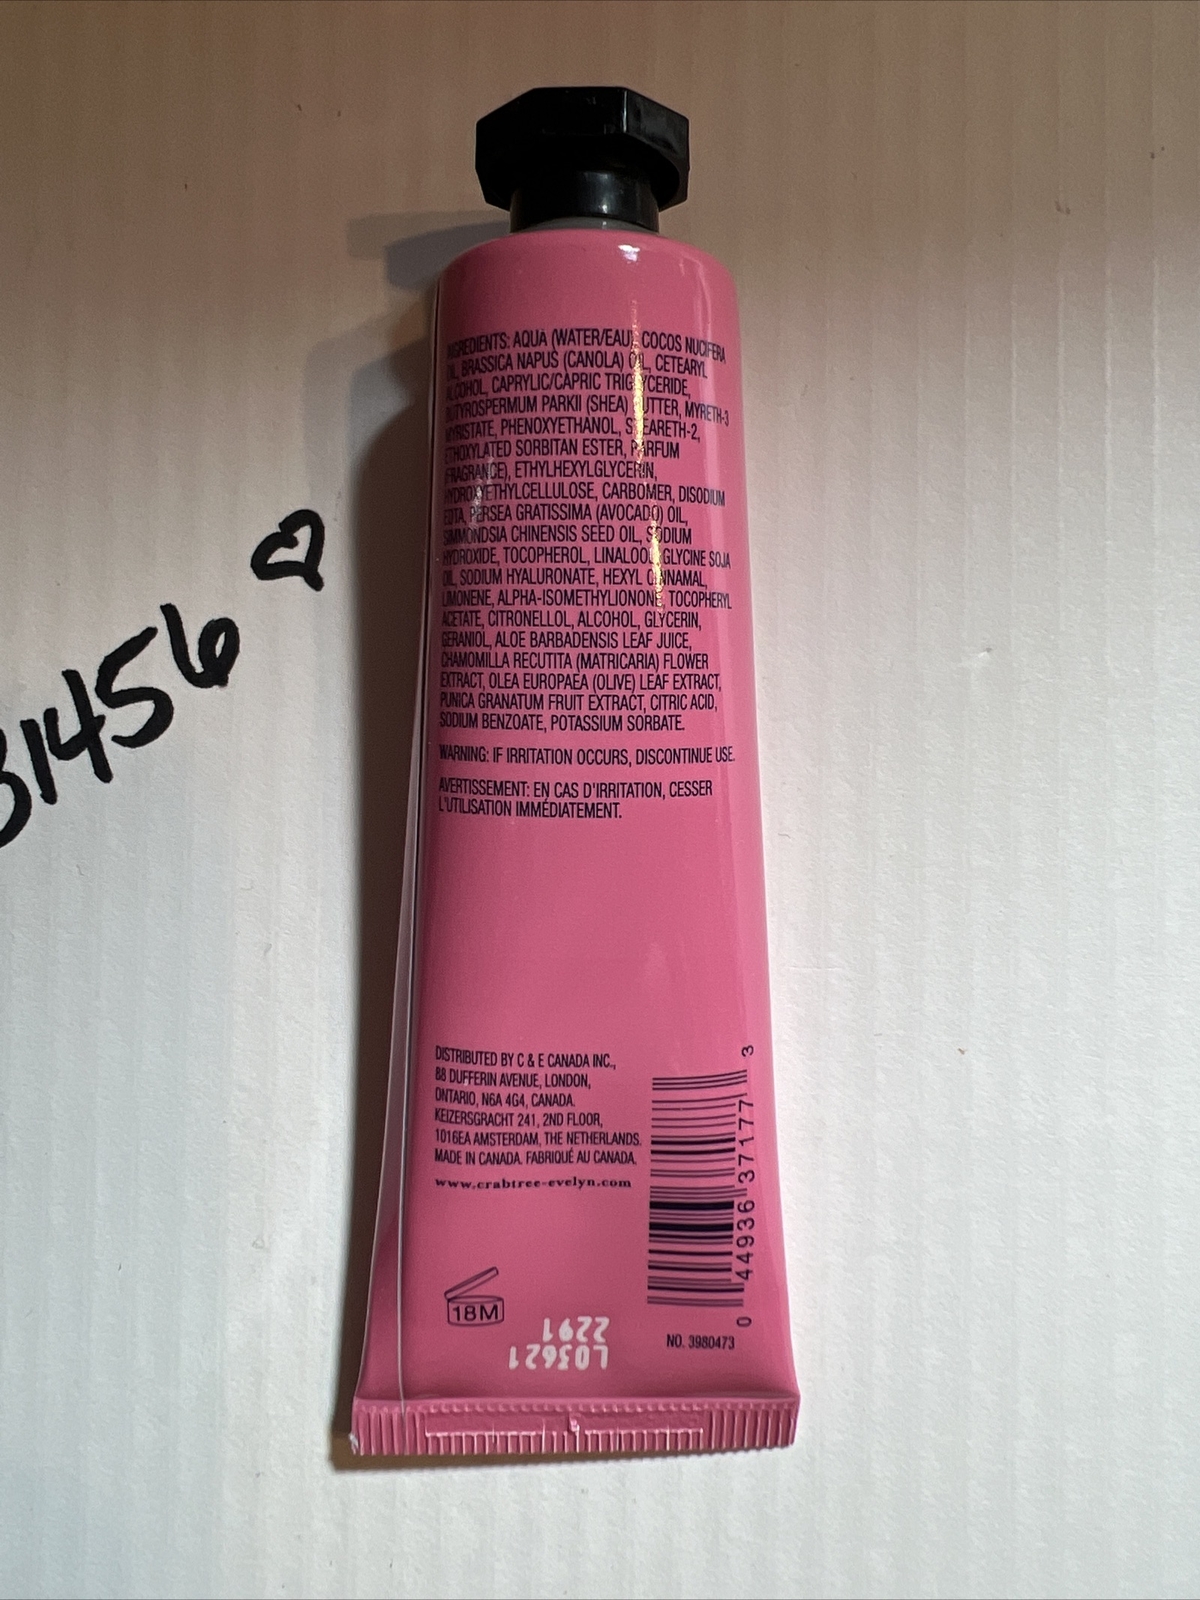 INGREDIENTS: AQUA (WATER/EAU), COCOS NUCIFERA
OIL, BRASSICA NAPUS (CANOLA) OIL, CETEARYL
ALCOHOL, CAPRYLIC/CAPRIC TRIGLYCERIDE,
BUTYROSPERMUM PARKII (SHEA) BUTTER, MYRETH-3
MYRISTATE, PHENOXYETHANOL, STEARETH-2,
ETHOXYLATED SORBITAN ESTER, PARFUM
(FRAGRANCE), ETHYLHEXYLGLYCERIN,
HYDROXYETHYLCELLULOSE, CARBOMER, DISODIUM
EDTA, PERSEA GRATISSIMA (AVOCADO) OIL,
SIMMONDSIA CHINENSIS SEED OIL, SODIUM
HYDROXIDE, TOCOPHEROL, LINALOOL, GLYCINE SOJA
OIL, SODIUM HYALURONATE, HEXYL CINNAMAL,
LIMONENE, ALPHA-ISOMETHYLIONONE, TOCOPHERYL
ACETATE, CITRONELLOL, ALCOHOL, GLYCERIN,
GERANIOL, ALOE BARBADENSIS LEAF JUICE,
CHAMOMILLA RECUTITA (MATRICARIA) FLOWER
EXTRACT, OLEA EUROPAEA (OLIVE) LEAF EXTRACT,
PUNICA GRANATUM FRUIT EXTRACT, CITRIC ACID,
SODIUM BENZOATE, POTASSIUM SORBATE.
WARNING: IF IRRITATION OCCURS, DISCONTINUE USE.
AVERTISSEMENT: EN CAS D'IRRITATION, CESSER
L'UTILISATION IMMÉDIATEMENT.
31456
DISTRIBUTED BY C & E CANADA INC.,
88 DUFFERIN AVENUE, LONDON,
ONTARIO, N6A 4G4, CANADA.
KEIZERSGRACHT 241, 2ND FLOOR,
1016EA AMSTERDAM, THE NETHERLANDS.
MADE IN CANADA. FABRIQUÉ AU CANADA.
www.crabtree-evelyn.com
0 44936 37177 3
18M
L03621
2291
NO. 3980473